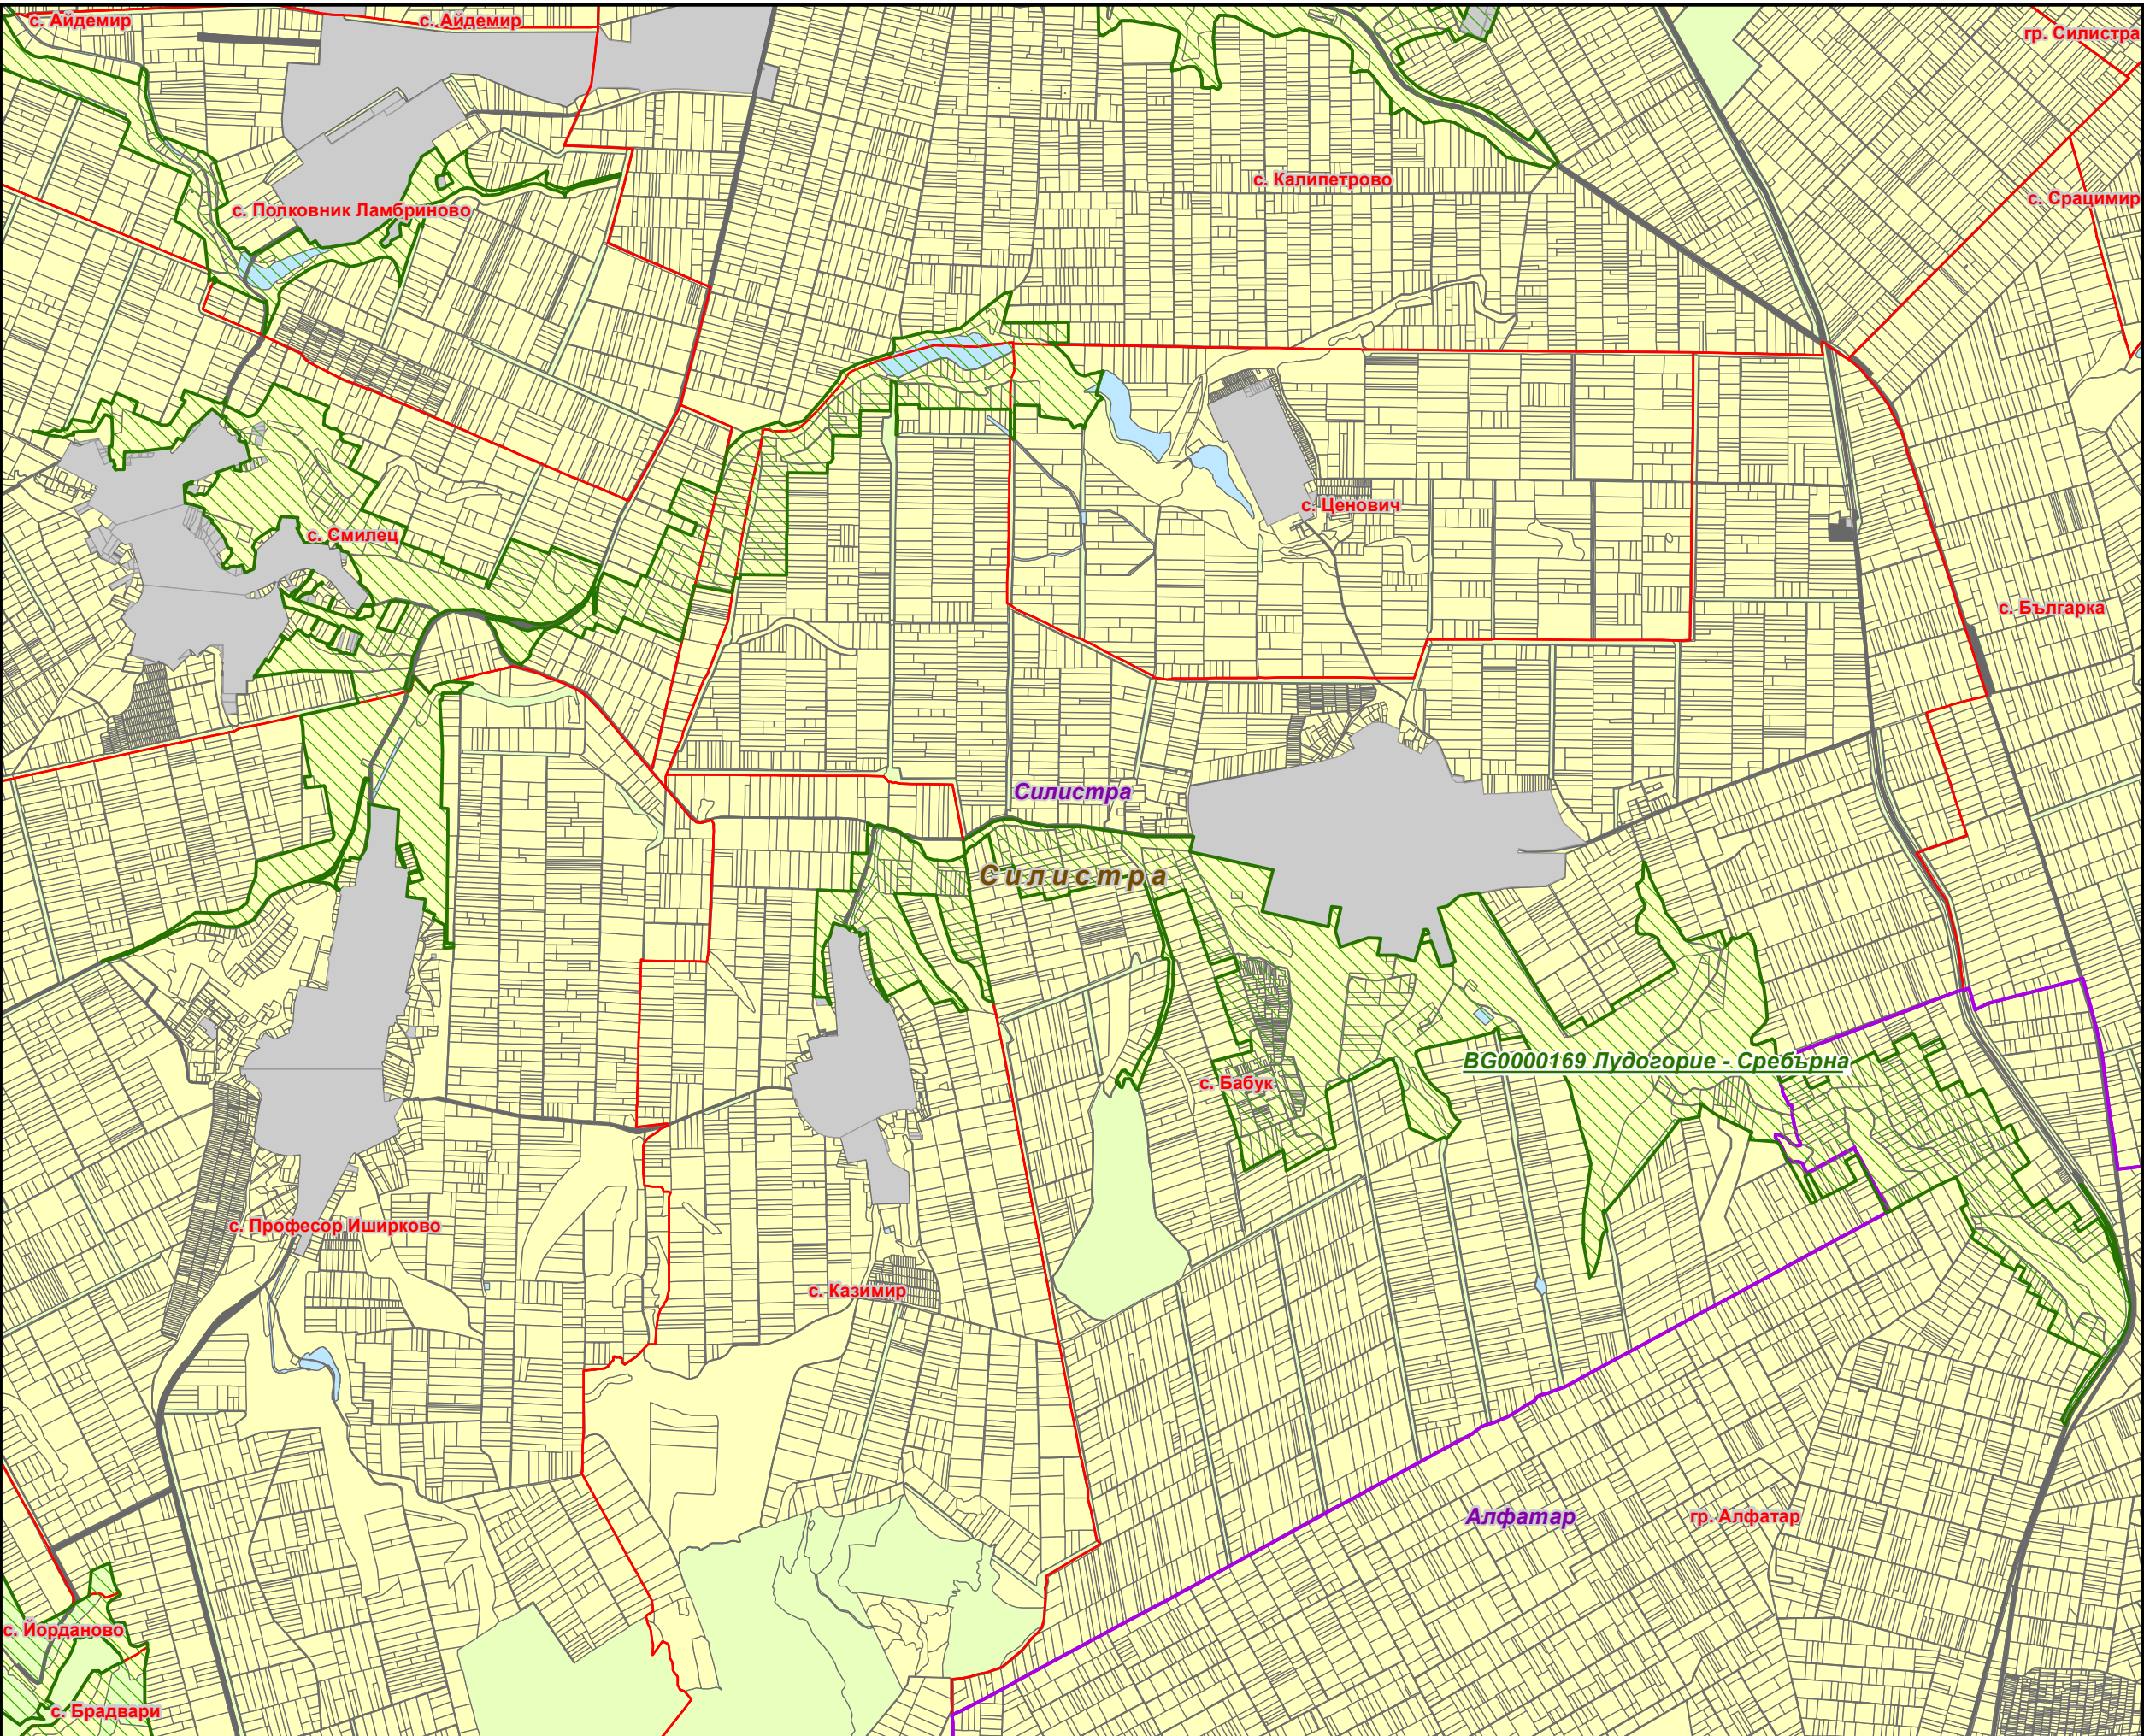 с. Айдемир
с. Айдемир
гр. Силистра
с. Калипетрово
с. Срацимир
с. Полковник Ламбриново
с. Ценович
с. Смилец
с. Българка
Силистра
Силистра
BG0000169 Лудогорие - Сребърна
с. Бабук
с. Професор Иширково
с. Казимир
Алфатар
гр. Алфатар
с. Йорданово
с. Брадвари